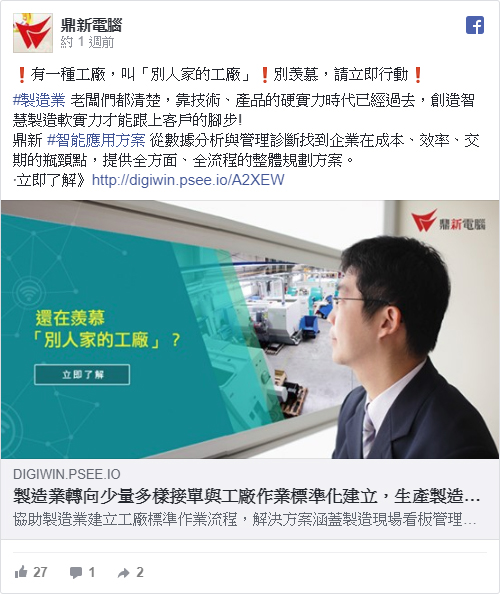 鼎新電腦
約 1 週前
❗有一種工廠，叫「別人家的工廠」❗別羨慕，請立即行動❗
#製造業 老闆們都清楚，靠技術、產品的硬實力時代已經過去，創造智
慧製造軟實力才能跟上客戶的腳步!
鼎新 #智能應用方案 從數據分析與管理診斷找到企業在成本、效率、交
期的瓶頸點，提供全方面、全流程的整體規劃方案。
·立即了解》http://digiwin.psee.io/A2XEW
鼎新電腦
還在羨慕
「別人家的工廠」？
立即了解
DIGIWIN.PSEE.IO
製造業轉向少量多樣接單與工廠作業標準化建立，生產製造…
協助製造業建立工廠標準作業流程，解決方案涵蓋製造現場看板管理…
27 1 2